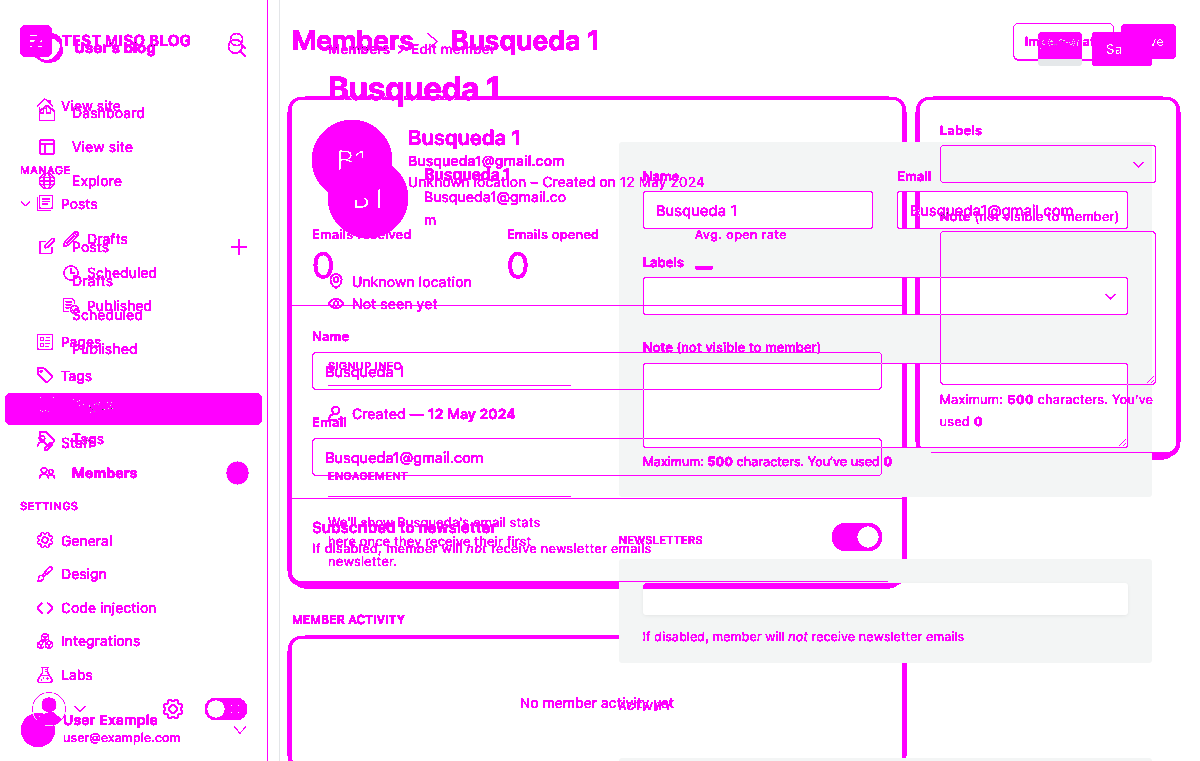 TEST MISO BLOG
User's Blog
Members > Busqueda 1
Members > Edit member
Busqueda 1
View site
Dashboard
View site
MANAGE
Explore
Posts
Drafts
Posts
Scheduled
Drafts
Published
Scheduled
Pages
Published
Tags
Staff
Tags
Members
SETTINGS
General
Design
Code injection
Integrations
Labs
User Example
user@example.com
B1
Busqueda 1
Busqueda1@gmail.com
Unknown location – Created on 12 May 2024
B1
Busqueda 1
Busqueda1@gmail.co
m
Emails received
Emails opened
Avg. open rate
0
0
Unknown location
Not seen yet
Name
Busqueda 1
SIGNUP INFO
Created — 12 May 2024
Email
Busqueda1@gmail.com
ENGAGEMENT
We'll show Busqueda's email stats
here once they receive their first
newsletter.
Subscribed to newsletter
If disabled, member will not receive newsletter emails
MEMBER ACTIVITY
No member activity yet
ACTIVITY
Name
Busqueda 1
Email
Busqueda1@gmail.com
Labels
Note (not visible to member)
Maximum: 500 characters. You've used 0
NEWSLETTERS
If disabled, member will not receive newsletter emails
Labels
Note (not visible to member)
Maximum: 500 characters. You've
used 0